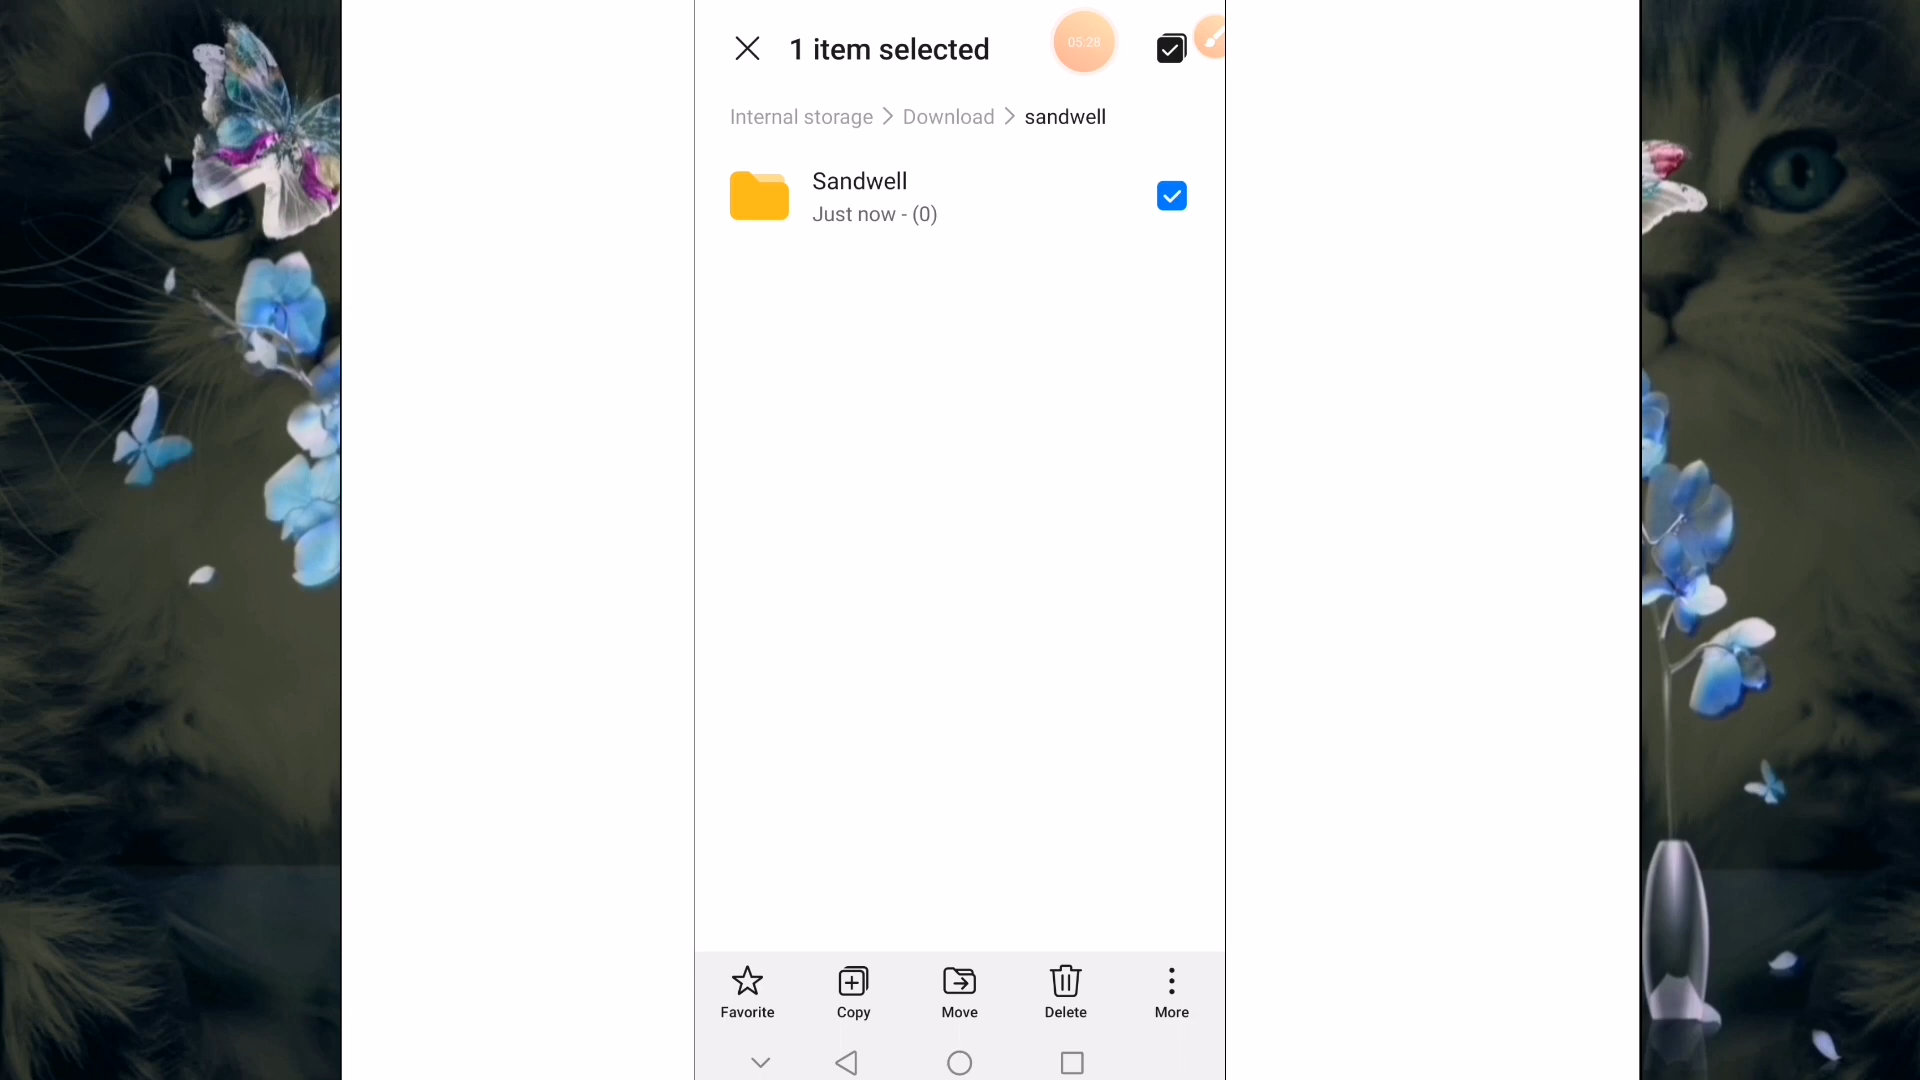 1 item selected
05:28
Internal storage > Download > sandwell
Sandwell
Just now - (0)
Favorite
Copy
Move
Delete
More